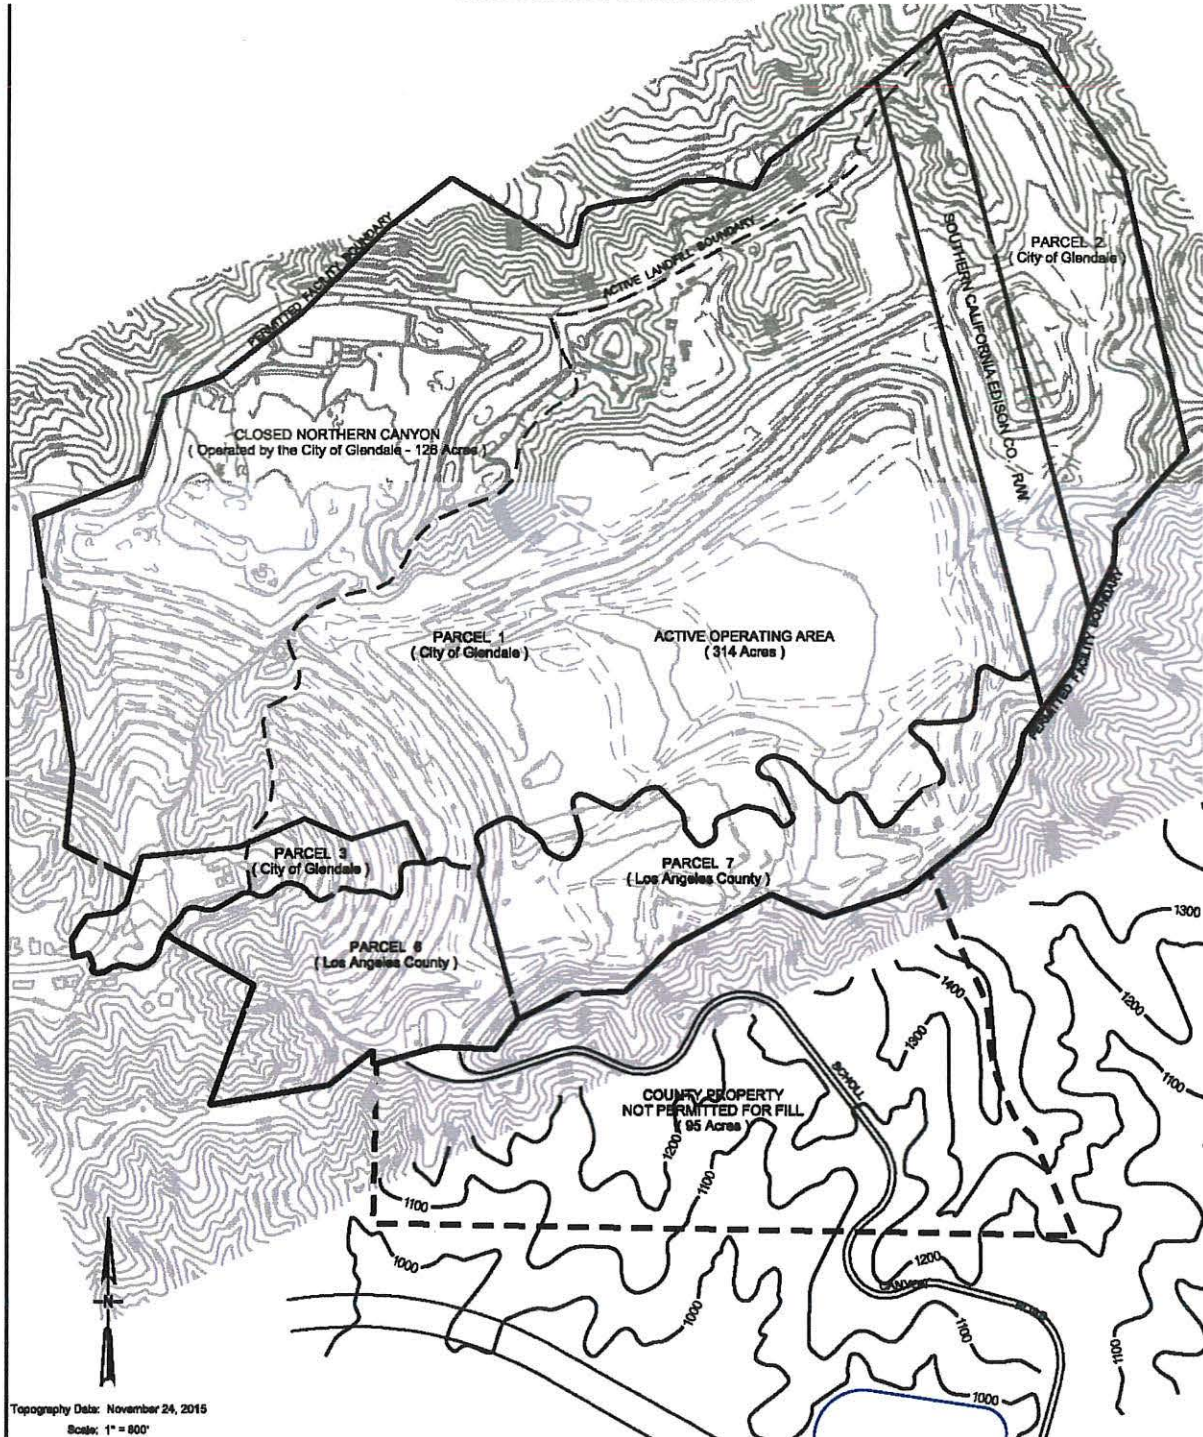 PERMITTED FACILITY BOUNDARY
ACTIVE LANDFILL BOUNDARY
SOUTHERN CALIFORNIA EDISON CO., R/W
PARCEL 2
( City of Glendale )
CLOSED NORTHERN CANYON
( Operated by the City of Glendale - 126 Acres )
PARCEL 1
( City of Glendale )
ACTIVE OPERATING AREA
( 314 Acres )
PERMITTED FACILITY BOUNDARY
PARCEL 3
( City of Glendale )
PARCEL 7
( Los Angeles County )
PARCEL 6
( Los Angeles County )
1300
1400
1200
1300
1100
SCHOLL
COUNTY PROPERTY
NOT PERMITTED FOR FILL
( 95 Acres )
1200
1100
1100
1000
1200
CANYON
ROAD
1000
1100
1100
1000
N
Topography Date: November 24, 2015
Scale: 1" = 800'